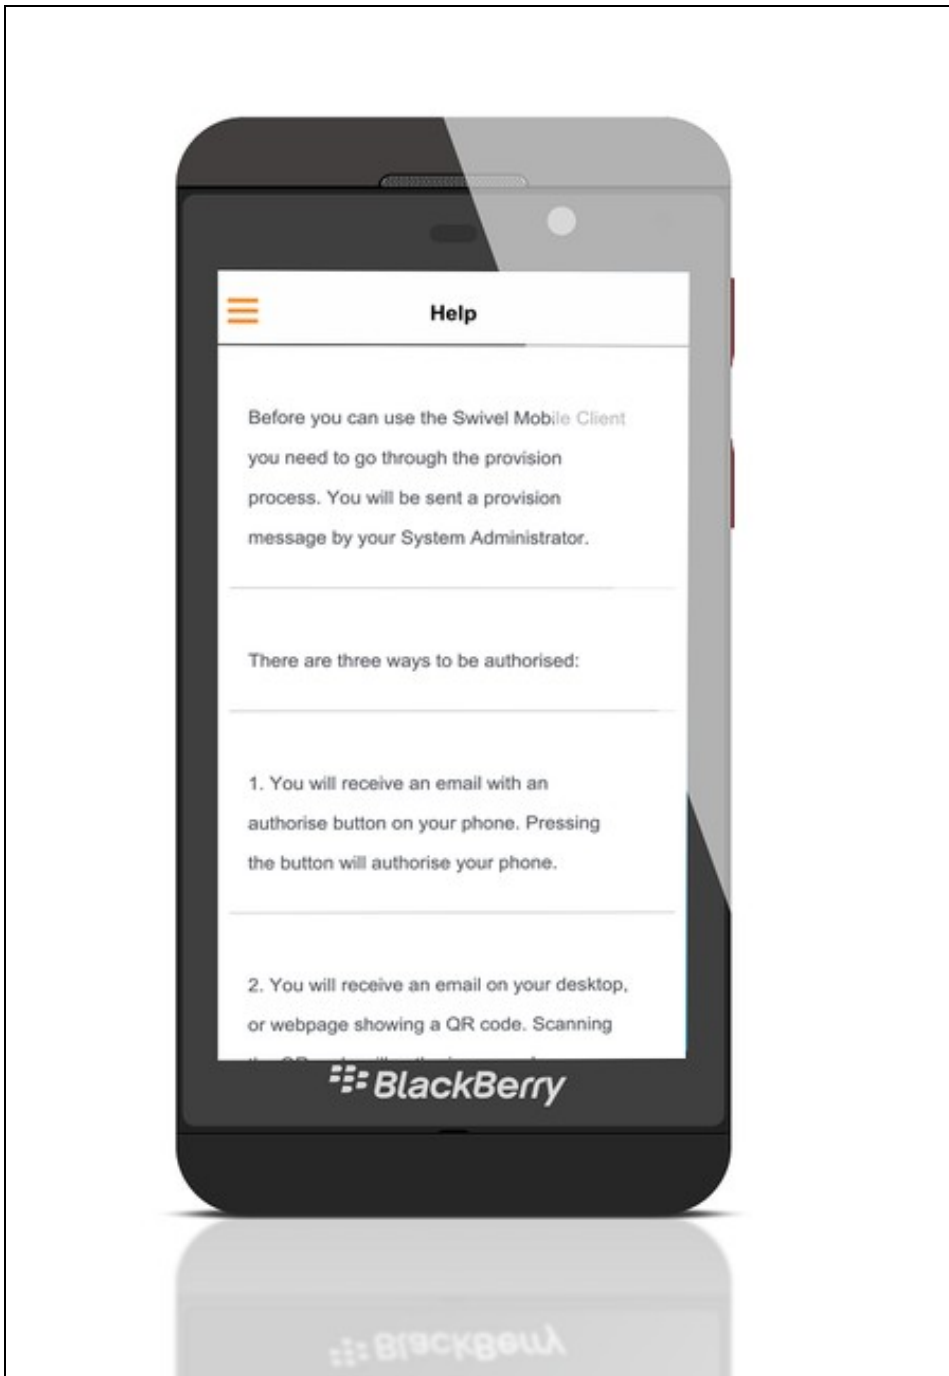 Help
Before you can use the Swivel Mobile Client
you need to go through the provision
process. You will be sent a provision
message by your System Administrator.
There are three ways to be authorised:
1. You will receive an email with an
authorise button on your phone. Pressing
the button will authorise your phone.
2. You will receive an email on your desktop,
or webpage showing a QR code. Scanning
BlackBerry
BlackBerry